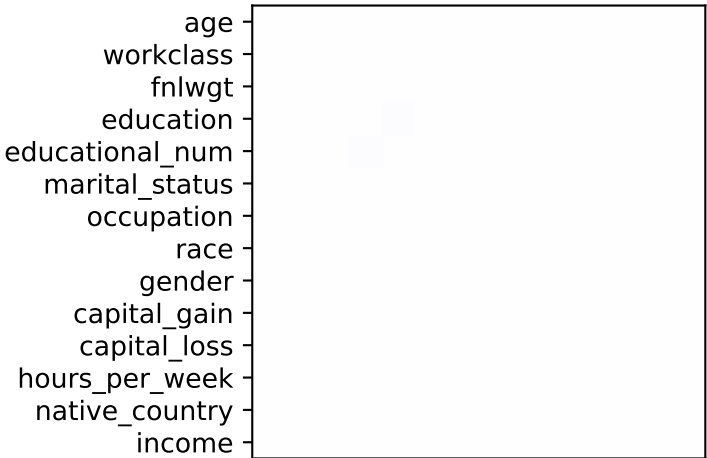 age
workclass
fnlwgt
education
educational_num
marital_status
occupation
race
gender
capital_gain
capital_loss
hours_per_week
native_country
income